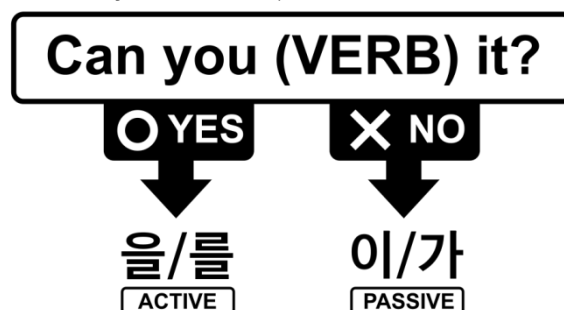 Can you (VERB) it?
O YES
X NO
을/를
이/가
ACTIVE
PASSIVE